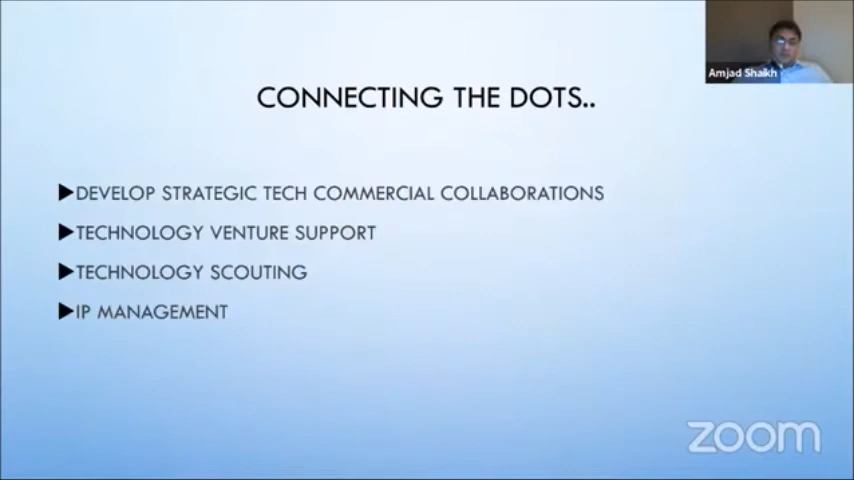 Amjad Shaikh
CONNECTING THE DOTS..
DEVELOP STRATEGIC TECH COMMERCIAL COLLABORATIONS
TECHNOLOGY VENTURE SUPPORT
TECHNOLOGY SCOUTING
IP MANAGEMENT
zoom